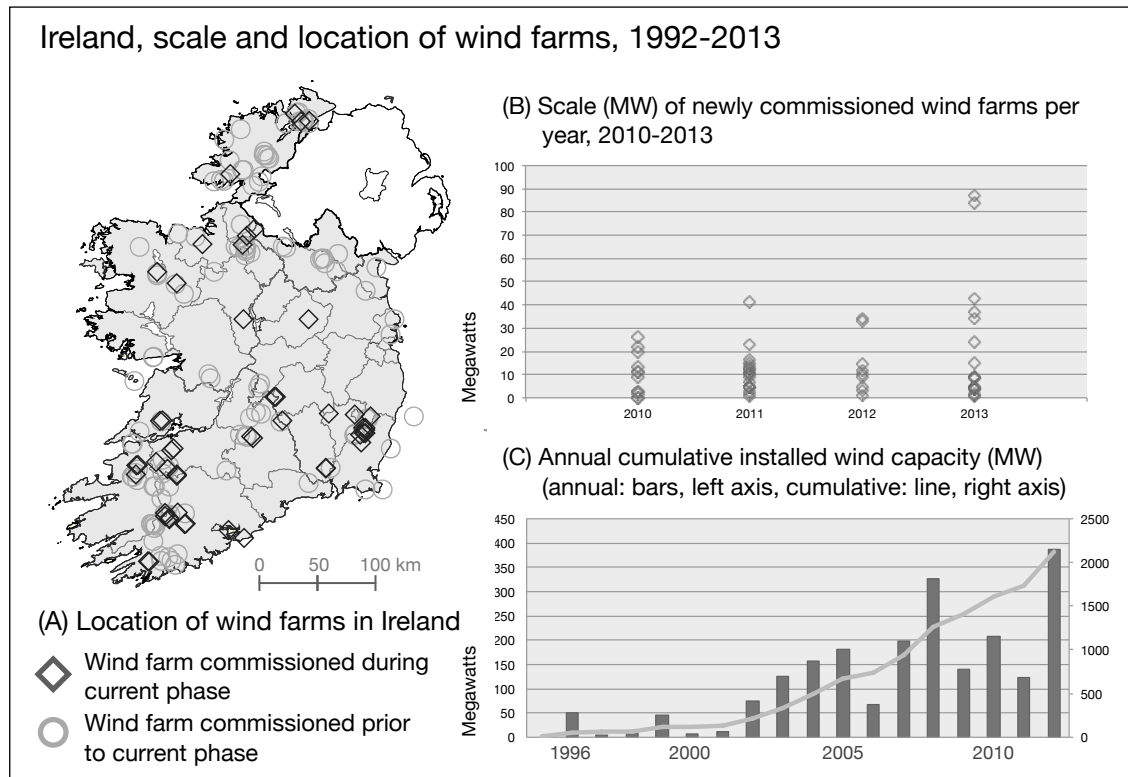 Ireland, scale and location of wind farms, 1992-2013
0 50 100 km
(A) Location of wind farms in Ireland
Wind farm commissioned during
current phase
Wind farm commissioned prior
to current phase
(B) Scale (MW) of newly commissioned wind farms per
year, 2010-2013
Megawatts
100
90
80
70
60
50
40
30
20
10
0
2010 2011 2012 2013
(C) Annual cumulative installed wind capacity (MW)
(annual: bars, left axis, cumulative: line, right axis)
Megawatts
450
400
350
300
250
200
150
100
50
0
2500
2000
1500
1000
500
0
1996 2000 2005 2010